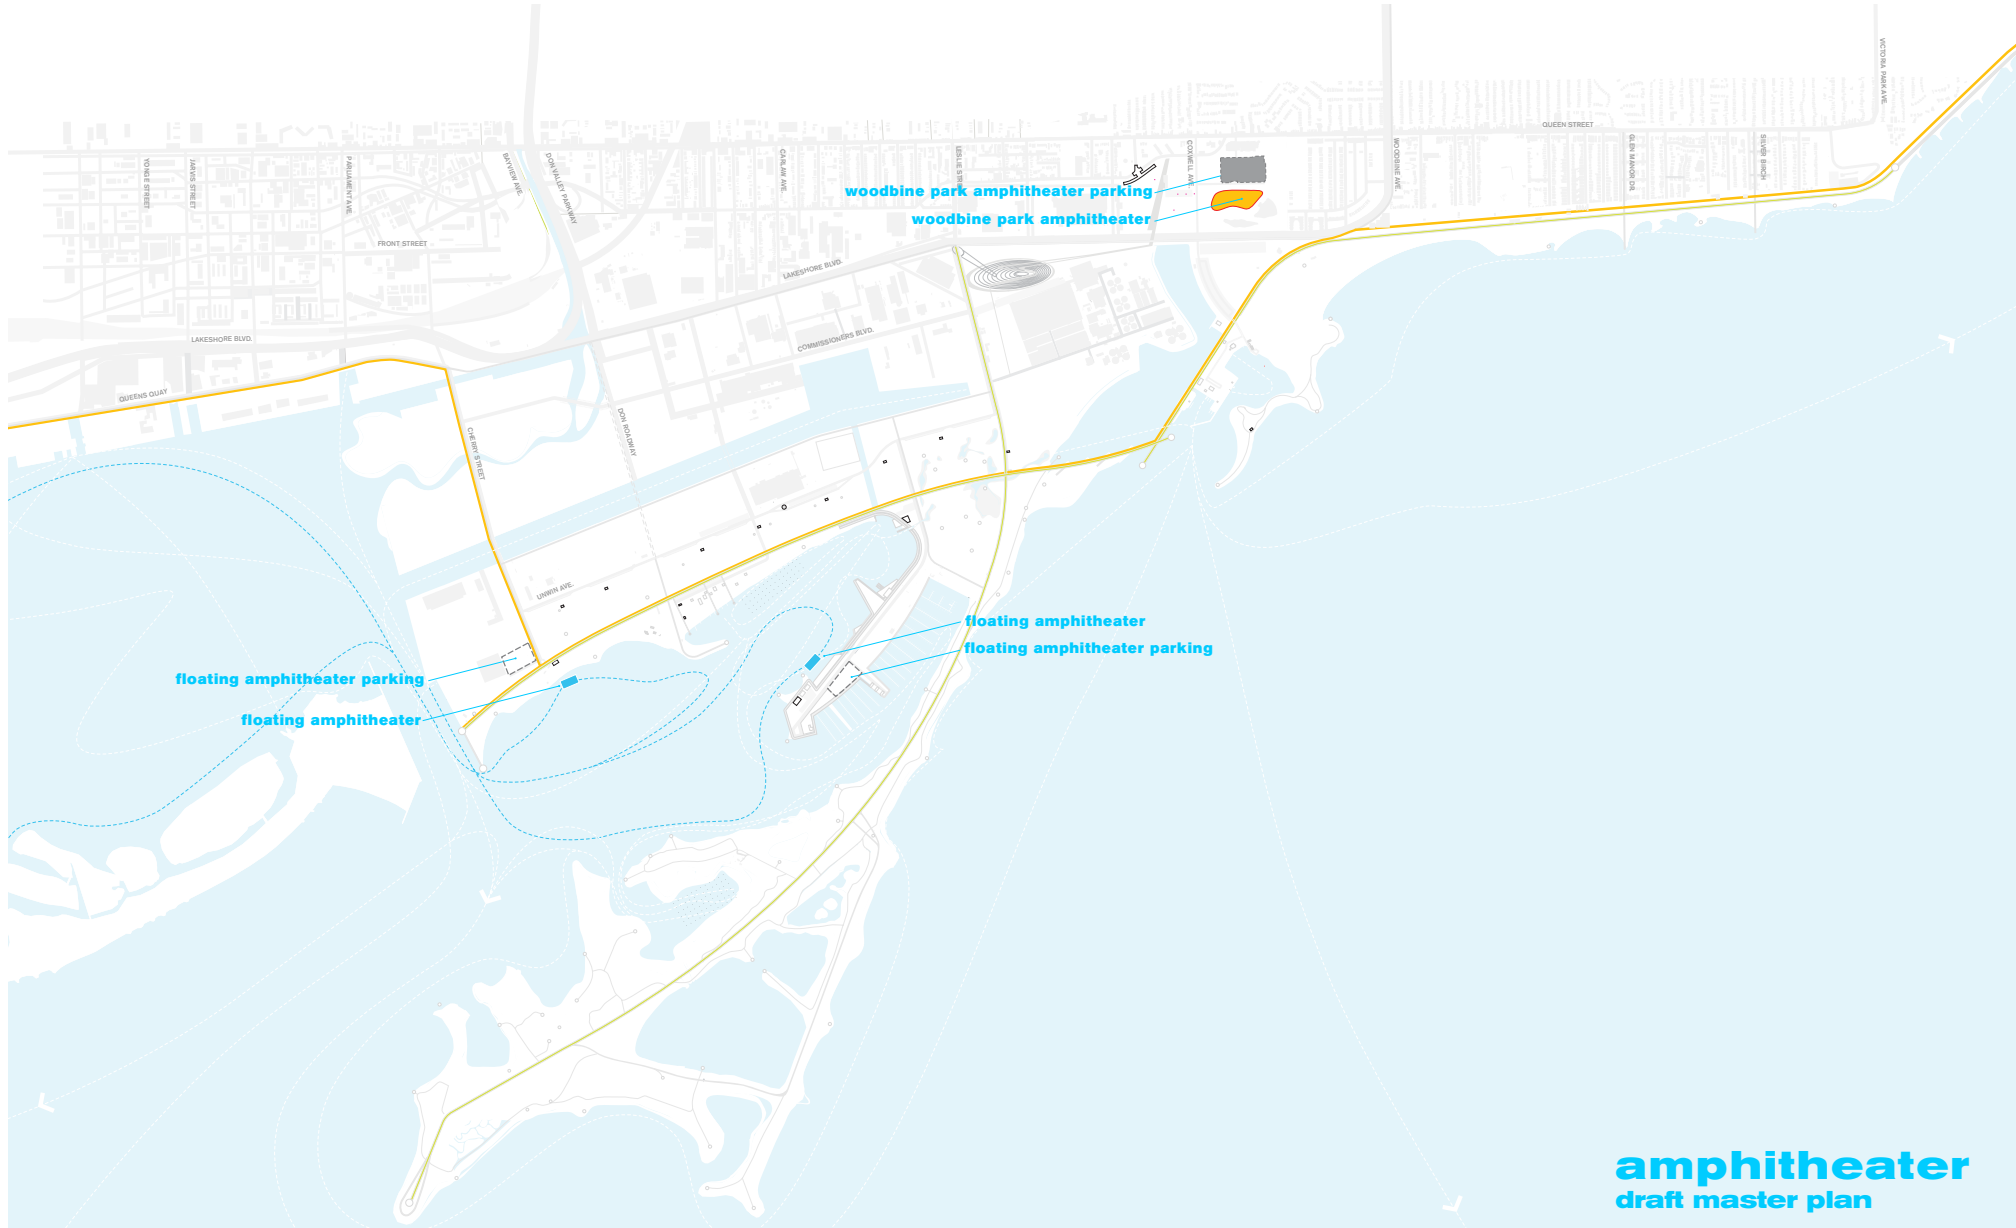 VICTORIA PARK AVE.
QUEEN STREET
YONGE STREET
JARVIS STREET
PARLIAMENT AVE.
BAYVIEW AVE.
DON VALLEY PARKWAY
CARLAW AVE.
LESLIE STREET
COXWELL AVE.
WOODBINE AVE.
GLEN MANOR DR.
SILVER BIRCH
woodbine park amphitheater parking
woodbine park amphitheater
FRONT STREET
LAKESHORE BLVD.
LAKESHORE BLVD.
COMMISSIONERS BLVD.
QUEENS QUAY
CHERRY STREET
DON ROADWAY
UNWIN AVE.
floating amphitheater
floating amphitheater parking
floating amphitheater parking
floating amphitheater
amphitheater
draft master plan